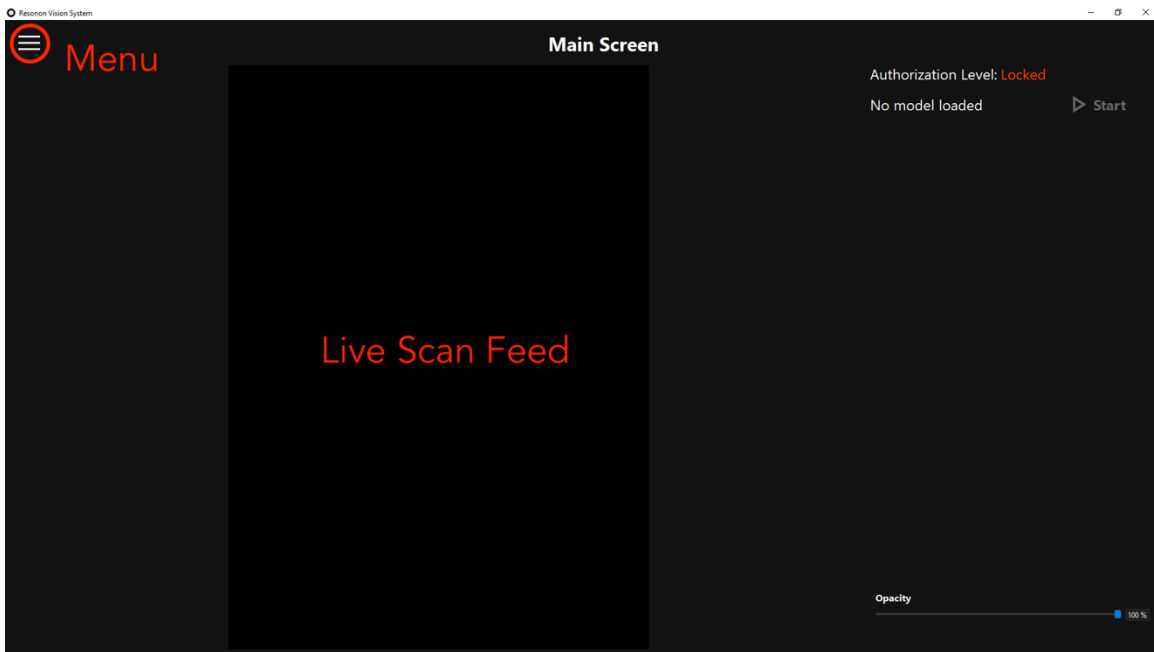 Resonon Vision System
Menu
Main Screen
Authorization Level: Locked
No model loaded
Start
Live Scan Feed
Opacity
100 %